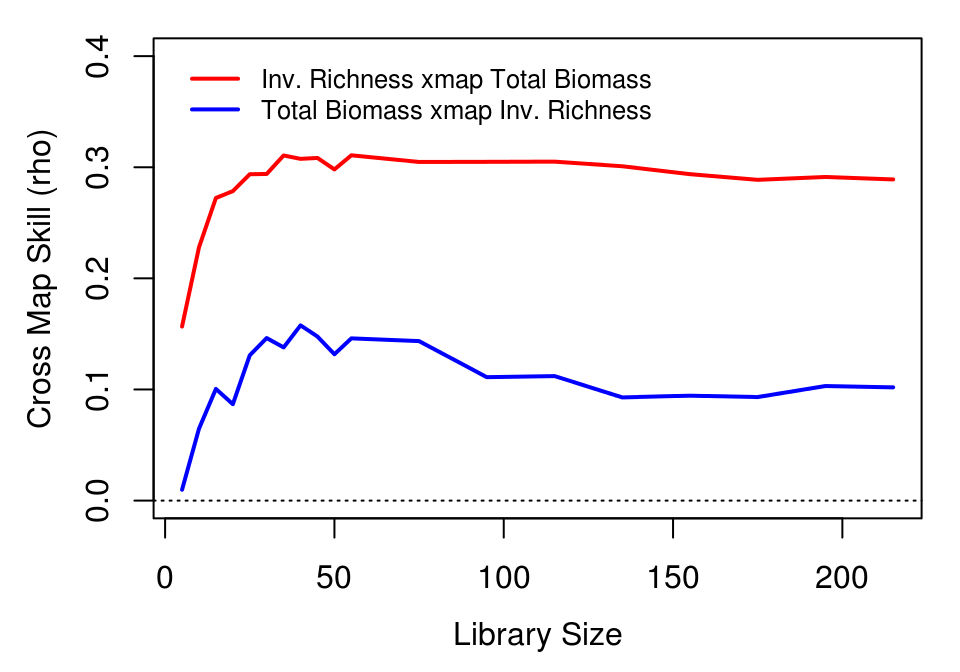 Inv. Richness xmap Total Biomass
Total Biomass xmap Inv. Richness
Cross Map Skill (rho)
0.4
0.3
0.2
0.1
0.0
0 50 100 150 200
Library Size